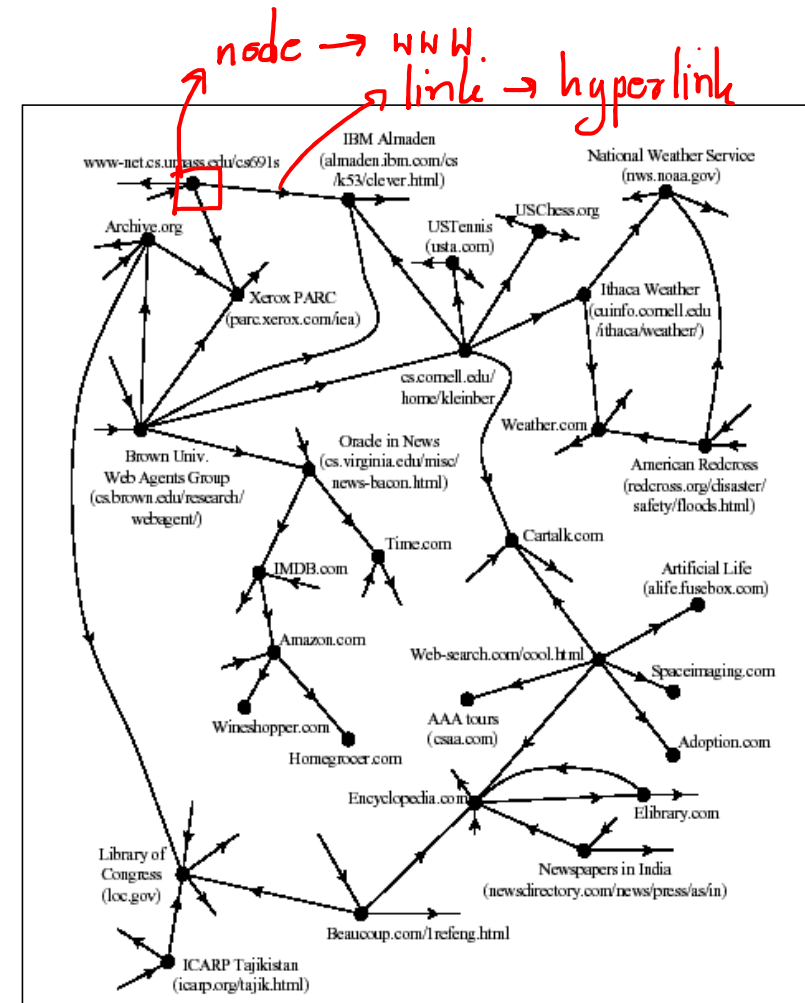 node → www
link → hyperlink
www-net.cs.umass.edu/cs691s
IBM Almaden
(almaden.ibm.com/cs
/k53/clever.html)
National Weather Service
(nws.noaa.gov)
Archive.org
USTennis
(usta.com)
USChess.org
Xerox PARC
(parc.xerox.com/iea)
Ithaca Weather
(cuinfo.cornell.edu
/ithaca/weather/)
cs.cornell.edu/
home/kleinber
Weather.com
American Redcross
(redcross.org/disaster/
safety/floods.html)
Brown Univ.
Web Agents Group
(cs.brown.edu/research/
webagent/)
Oracle in News
(cs.virginia.edu/misc/
news-bacon.html)
Time.com
IMDB.com
Cartalk.com
Artificial Life
(alife.fusebox.com)
Amazon.com
Web-search.com/cool.html
Spaceimaging.com
Wineshopper.com
AAA tours
(csaa.com)
Homegrocer.com
Adoption.com
Encyclopedia.com
Elibrary.com
Library of
Congress
(loc.gov)
Newspapers in India
(newsdirectory.com/news/press/as/in)
Beaucoup.com/1refeng.html
ICARP Tajikistan
(icarp.org/tajik.html)